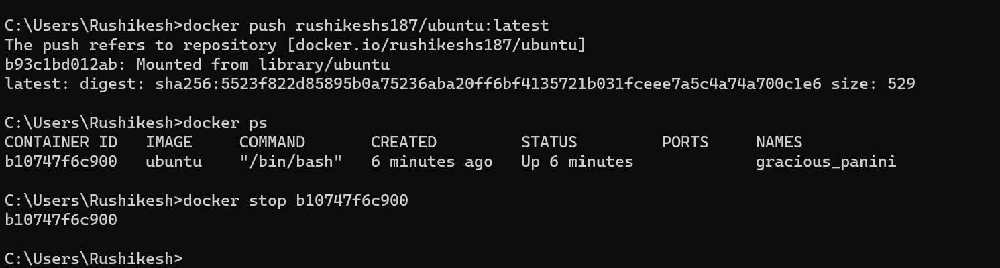 C:\Users\Rushikesh>docker push rushikeshs187/ubuntu:latest
The push refers to repository [docker.io/rushikeshs187/ubuntu]
b93c1bd012ab: Mounted from library/ubuntu
latest: digest: sha256:5523f822d85895b0a75236aba20ff6bf4135721b031fceee7a5c4a74a700c1e6 size: 529
C:\Users\Rushikesh>docker ps
CONTAINER ID   IMAGE     COMMAND       CREATED         STATUS         PORTS     NAMES
b10747f6c900   ubuntu    "/bin/bash"   6 minutes ago   Up 6 minutes             gracious_panini
C:\Users\Rushikesh>docker stop b10747f6c900
b10747f6c900
C:\Users\Rushikesh>